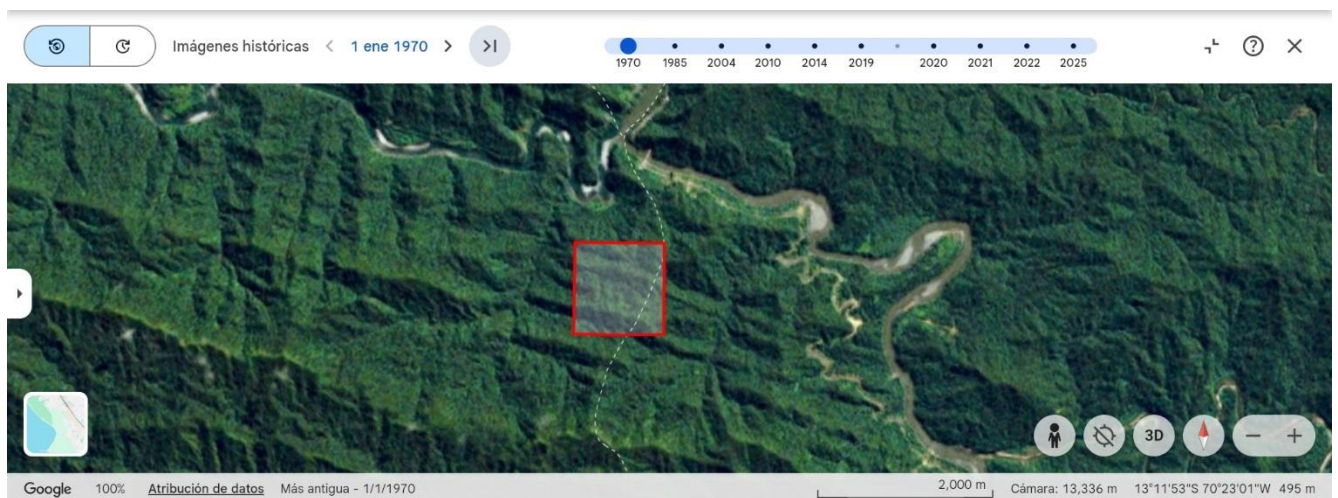 Imágenes históricas 1 ene 1970
1970 1985 2004 2010 2014 2019 2020 2021 2022 2025
3D
Google 100% Atribución de datos Más antigua - 1/1/1970 2,000 m Cámara: 13,336 m 13°11'53"S 70°23'01"W 495 m